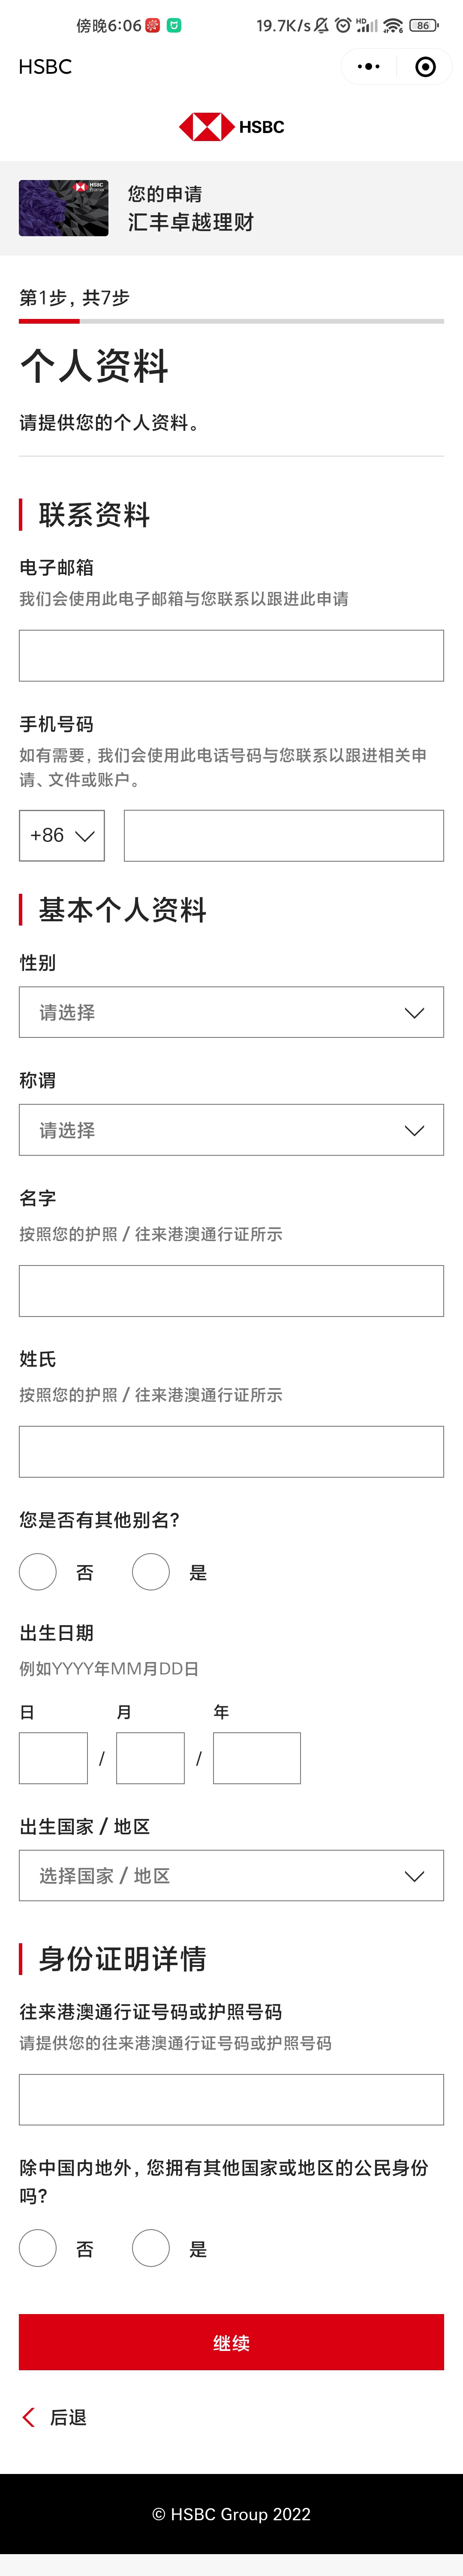 傍晚6:06
19.7K/s HD 6 86
HSBC
HSBC
HSBC
您的申请
汇丰卓越理财
第1步, 共7步
个人资料
请提供您的个人资料。
联系资料
电子邮箱
我们会使用此电子邮箱与您联系以跟进此申请
手机号码
如有需要, 我们会使用此电话号码与您联系以跟进相关申
请、文件或账户。
+86
基本个人资料
性别
请选择
称谓
请选择
名字
按照您的护照 / 往来港澳通行证所示
姓氏
按照您的护照 / 往来港澳通行证所示
您是否有其他别名?
否 是
出生日期
例如YYYY年MM月DD日
日 月 年
/ /
出生国家 / 地区
选择国家 / 地区
身份证明详情
往来港澳通行证号码或护照号码
请提供您的往来港澳通行证号码或护照号码
除中国内地外, 您拥有其他国家或地区的公民身份
吗?
否 是
继续
后退
© HSBC Group 2022